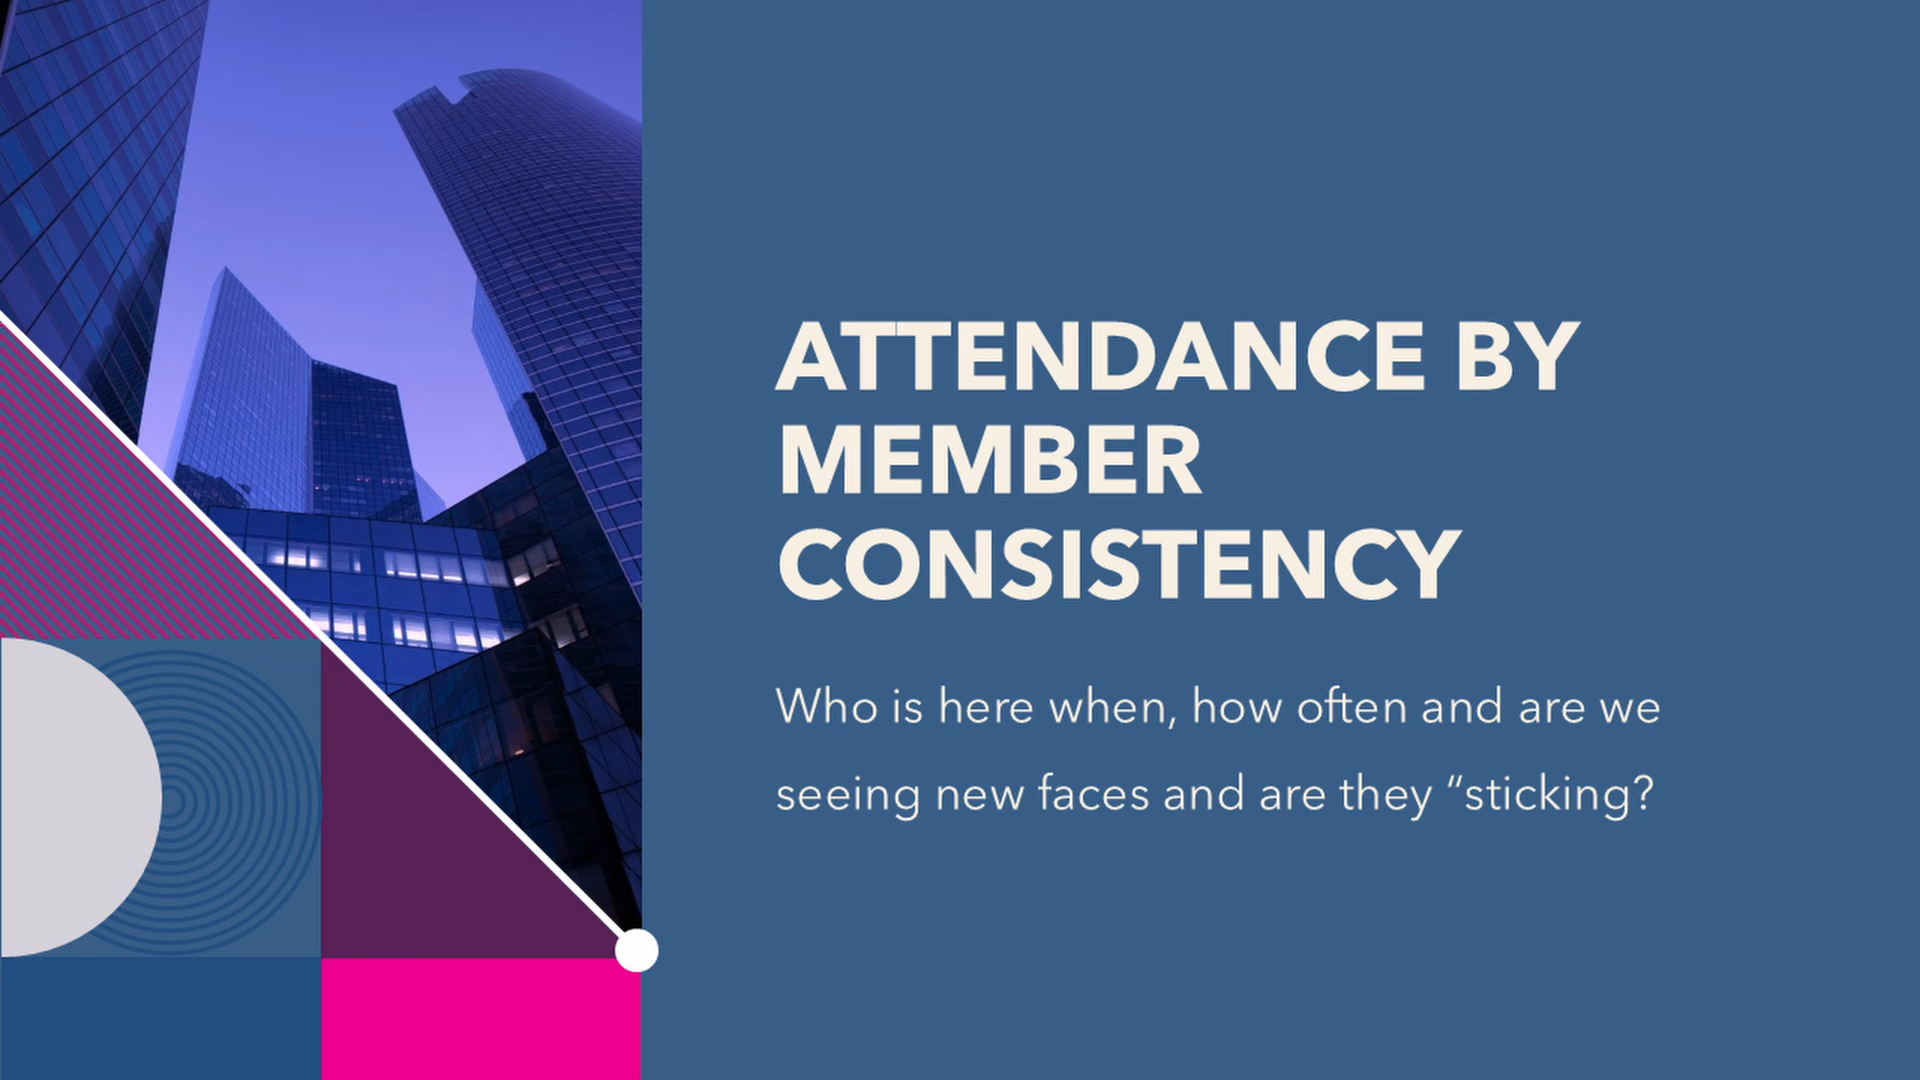 ATTENDANCE BY
MEMBER
CONSISTENCY
Who is here when, how often and are we
seeing new faces and are they “sticking?